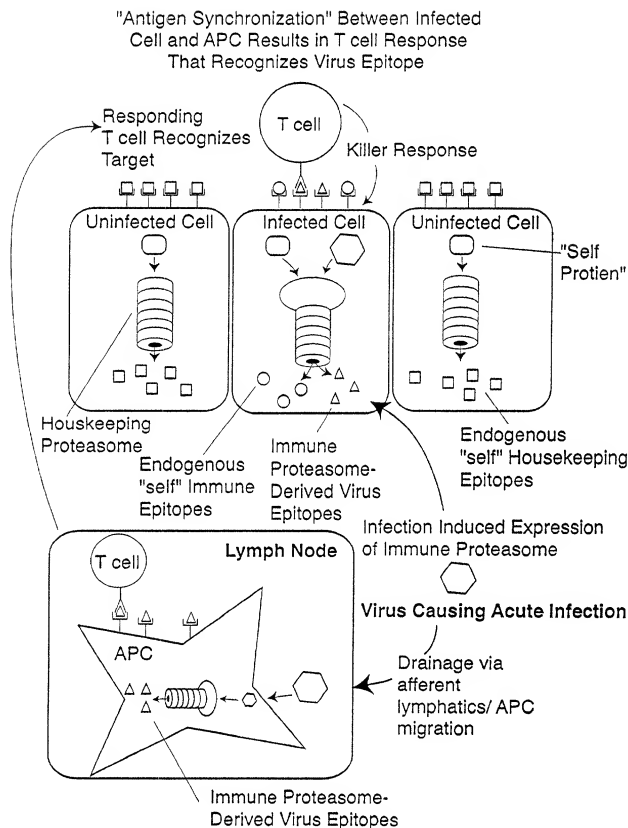 "Antigen Synchronization" Between Infected
Cell and APC Results in T cell Response
That Recognizes Virus Epitope
Responding
T cell Recognizes
Target
T cell
Killer Response
Uninfected Cell
Infected Cell
Uninfected Cell
"Self
Protien"
Houskeeping
Proteasome
Endogenous
"self" Immune
Epitopes
Immune
Proteasome-
Derived Virus
Epitopes
Endogenous
"self" Housekeeping
Epitopes
Infection Induced Expression
of Immune Proteasome
Virus Causing Acute Infection
Drainage via
afferent
lymphatics/ APC
migration
Lymph Node
T cell
APC
Immune Proteasome-
Derived Virus Epitopes